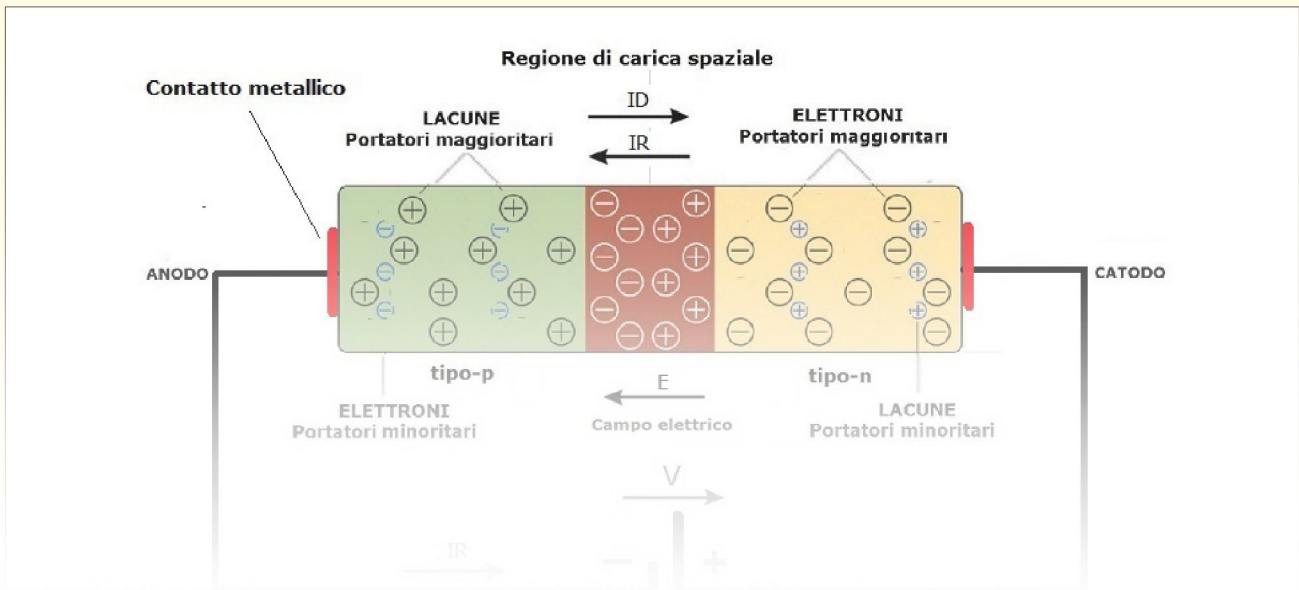 Regione di carica spaziale
Contatto metallico
ID
LACUNE
Portatori maggioritari
ELETTRONI
Portatori maggioritari
IR
ANODO
CATODO
tipo-p
tipo-n
E
Campo elettrico
ELETTRONI
Portatori minoritari
LACUNE
Portatori minoritari
V
IR